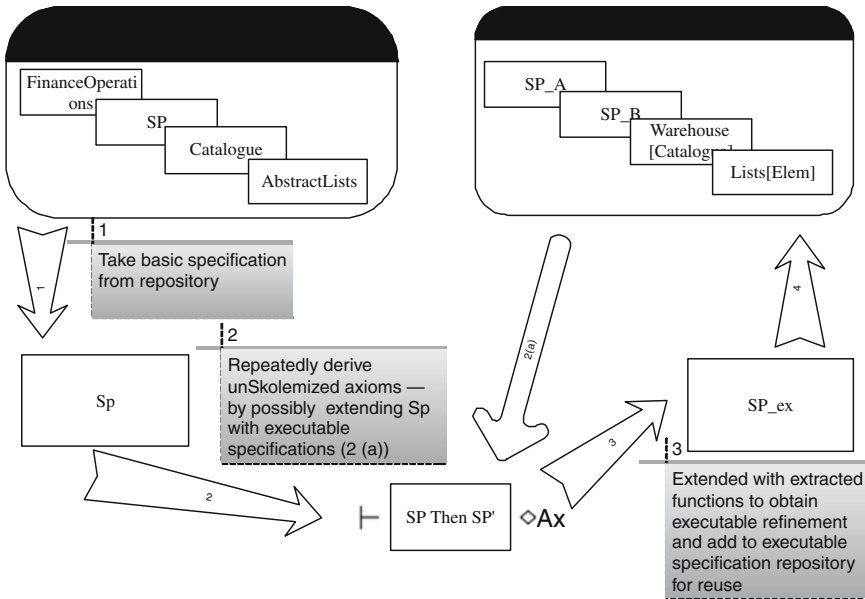 FinanceOperati
ons
SP
Catalogue
AbstractLists
SP_A
SP_B
Warehouse
[Catalogue]
Lists[Elem]
1
Take basic specification
from repository
1
2
Repeatedly derive
unSkolemized axioms —
by possibly extending Sp
with executable
specifications (2 (a))
Sp
2(a)
4
SP_ex
2
3
⊢ SP Then SP' ◇Ax
3
Extended with extracted
functions to obtain
executable refinement
and add to executable
specification repository
for reuse